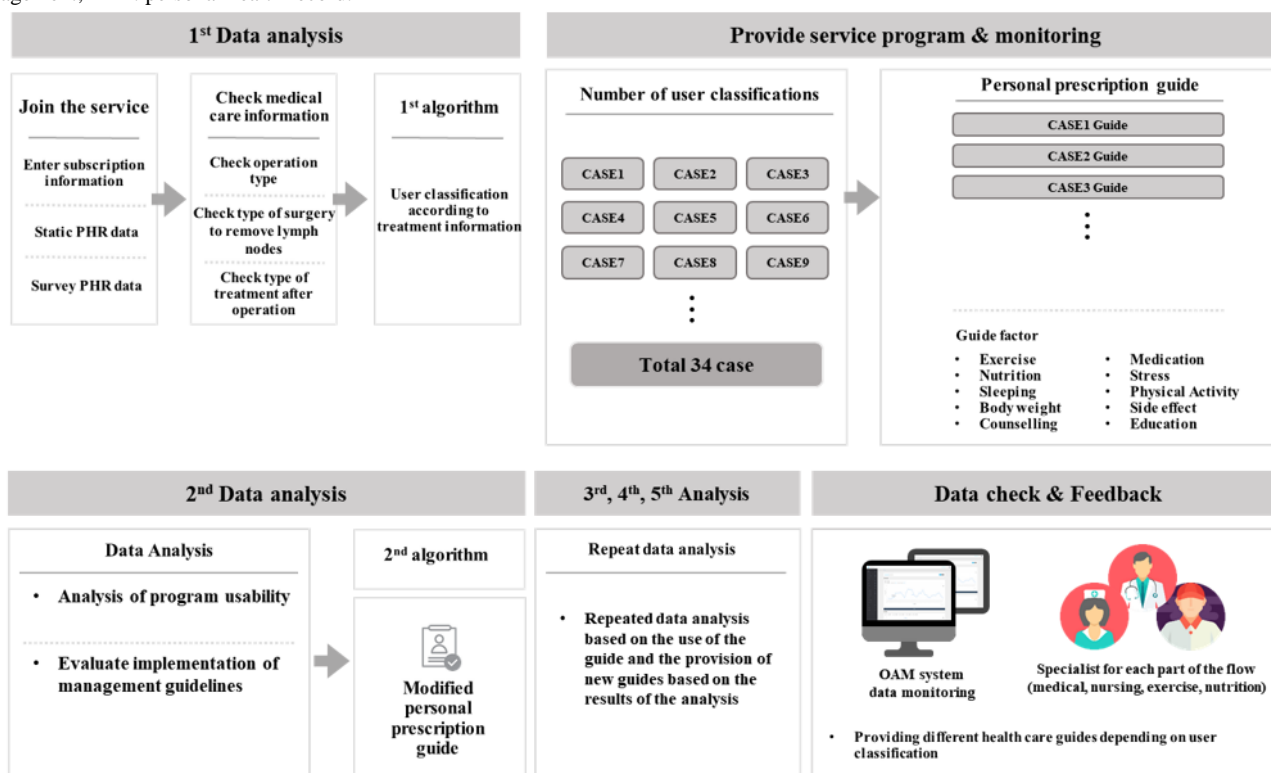 1st Data analysis
Provide service program & monitoring
Join the service
Enter subscription
information
Static PHR data
Survey PHR data
Check medical
care information
Check operation
type
Check type of surgery
to remove lymph
nodes
Check type of
treatment after
operation
1st algorithm
User classification
according to
treatment information
Number of user classifications
CASE1
CASE2
CASE3
CASE4
CASE5
CASE6
CASE7
CASE8
CASE9
Total 34 case
Personal prescription guide
CASE1 Guide
CASE2 Guide
CASE3 Guide
Guide factor
• Exercise
• Nutrition
• Sleeping
• Body weight
• Counselling
• Medication
• Stress
• Physical Activity
• Side effect
• Education
2nd Data analysis
3rd, 4th, 5th Analysis
Data check & Feedback
Data Analysis
• Analysis of program usability
• Evaluate implementation of
management guidelines
2nd algorithm
Modified
personal
prescription
guide
Repeat data analysis
• Repeated data analysis
based on the use of the
guide and the provision of
new guides based on the
results of the analysis
OAM system
data monitoring
Specialist for each part of the flow
(medical, nursing, exercise, nutrition)
• Providing different health care guides depending on user
classification